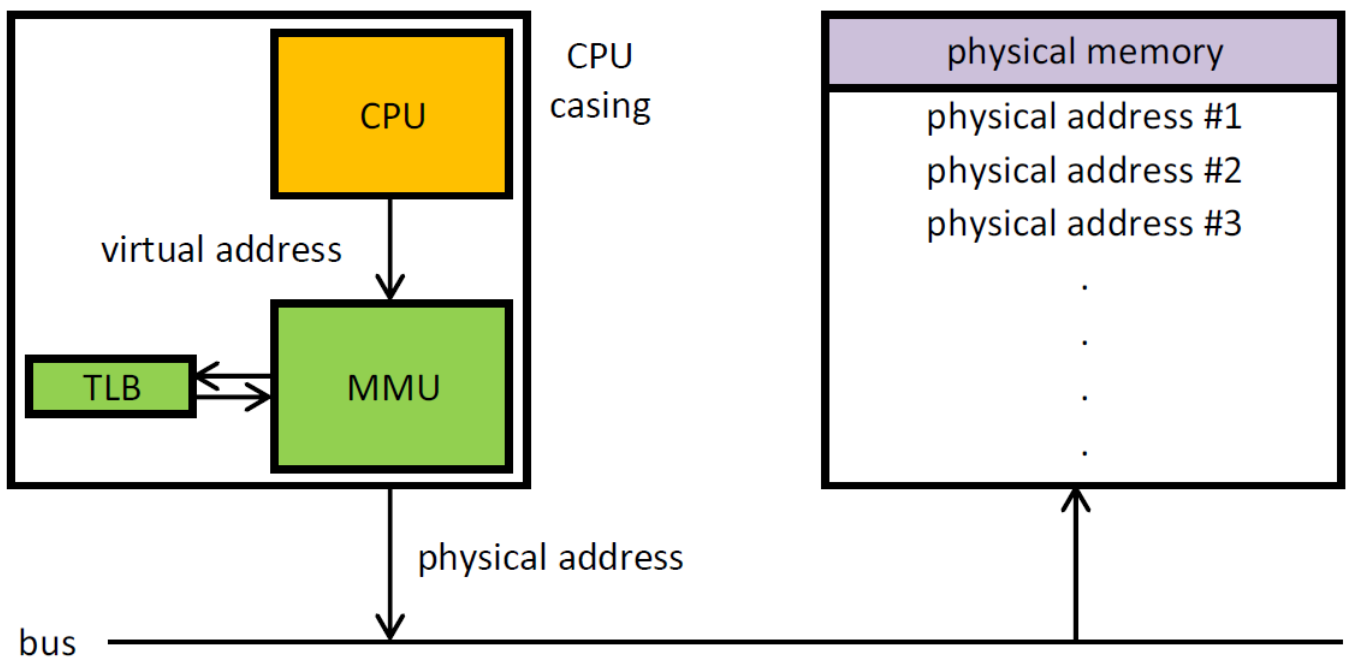 CPU
CPU
casing
virtual address
TLB
MMU
physical address
bus
physical memory
physical address #1
physical address #2
physical address #3
.
.
.
.